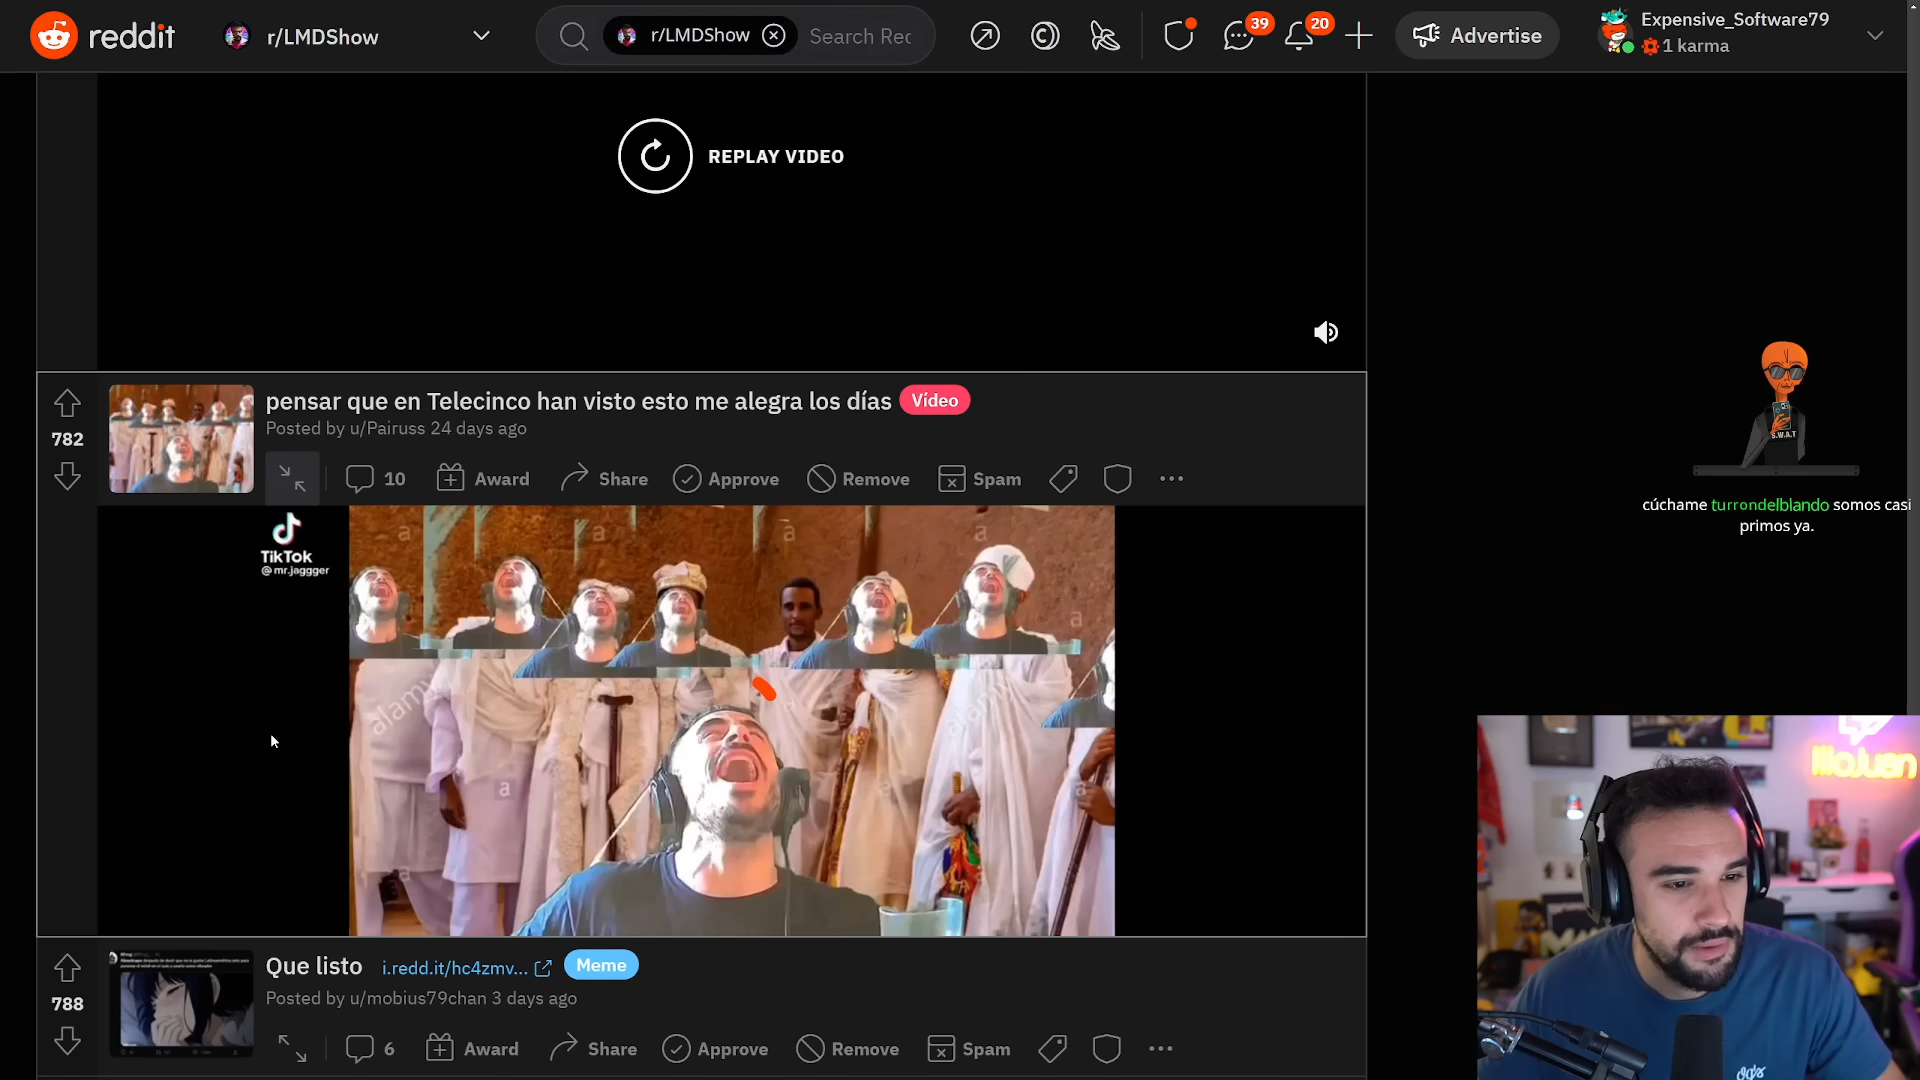 reddit
r/LMDShow
r/LMDShow
Search Rec
39
20
Advertise
Expensive_Software79
1 karma
REPLAY VIDEO
782
pensar que en Telecinco han visto esto me alegra los días
Vídeo
Posted by u/Pairuss 24 days ago
10
Award
Share
Approve
Remove
Spam
TikTok
@mr.jaggger
alamy
a
S.W.A.T
cúchame turrondelblando somos casi
primos ya.
IlloJuan
788
Que listo
i.redd.it/hc4zmv...
Meme
Posted by u/mobius79chan 3 days ago
6
Award
Share
Approve
Remove
Spam